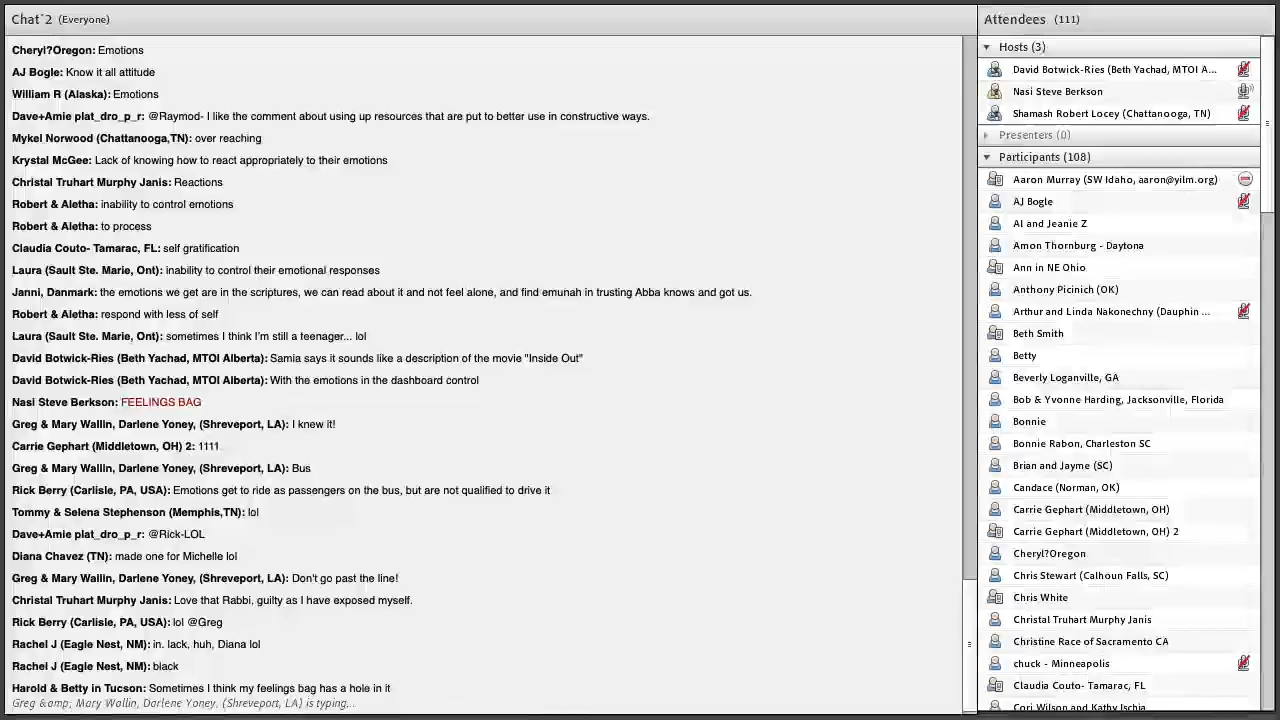 Chat`2 (Everyone)
Cheryl?Oregon: Emotions
AJ Bogle: Know it all attitude
William R (Alaska): Emotions
Dave+Amie plat_dro_p_r: @Raymod- I like the comment about using up resources that are put to better use in constructive ways.
Mykel Norwood (Chattanooga,TN): over reaching
Krystal McGee: Lack of knowing how to react appropriately to their emotions
Christal Truhart Murphy Janis: Reactions
Robert & Aletha: inability to control emotions
Robert & Aletha: to process
Claudia Couto- Tamarac, FL: self gratification
Laura (Sault Ste. Marie, Ont): inability to control their emotional responses
Janni, Danmark: the emotions we get are in the scriptures, we can read about it and not feel alone, and find emunah in trusting Abba knows and got us.
Robert & Aletha: respond with less of self
Laura (Sault Ste. Marie, Ont): sometimes I think I'm still a teenager... lol
David Botwick-Ries (Beth Yachad, MTOI Alberta): Samia says it sounds like a description of the movie "Inside Out"
David Botwick-Ries (Beth Yachad, MTOI Alberta): With the emotions in the dashboard control
Nasi Steve Berkson: FEELINGS BAG
Greg & Mary Wallin, Darlene Yoney, (Shreveport, LA): I knew it!
Carrie Gephart (Middletown, OH) 2: 1111
Greg & Mary Wallin, Darlene Yoney, (Shreveport, LA): Bus
Rick Berry (Carlisle, PA, USA): Emotions get to ride as passengers on the bus, but are not qualified to drive it
Tommy & Selena Stephenson (Memphis,TN): lol
Dave+Amie plat_dro_p_r: @Rick-LOL
Diana Chavez (TN): made one for Michelle lol
Greg & Mary Wallin, Darlene Yoney, (Shreveport, LA): Don't go past the line!
Christal Truhart Murphy Janis: Love that Rabbi, guilty as I have exposed myself.
Rick Berry (Carlisle, PA, USA): lol @Greg
Rachel J (Eagle Nest, NM): in. lack, huh, Diana lol
Rachel J (Eagle Nest, NM): black
Harold & Betty in Tucson: Sometimes I think my feelings bag has a hole in it
Greg &amp; Mary Wallin, Darlene Yoney, (Shreveport, LA) is typing...
Attendees (111)
Hosts (3)
David Botwick-Ries (Beth Yachad, MTOI A...
Nasi Steve Berkson
Shamash Robert Locey (Chattanooga, TN)
Presenters (0)
Participants (108)
Aaron Murray (SW Idaho, aaron@yilm.org)
AJ Bogle
Al and Jeanie Z
Amon Thornburg - Daytona
Ann in NE Ohio
Anthony Picinich (OK)
Arthur and Linda Nakonechny (Dauphin ...
Beth Smith
Betty
Beverly Loganville, GA
Bob & Yvonne Harding, Jacksonville, Florida
Bonnie
Bonnie Rabon, Charleston SC
Brian and Jayme (SC)
Candace (Norman, OK)
Carrie Gephart (Middletown, OH)
Carrie Gephart (Middletown, OH) 2
Cheryl?Oregon
Chris Stewart (Calhoun Falls, SC)
Chris White
Christal Truhart Murphy Janis
Christine Race of Sacramento CA
chuck - Minneapolis
Claudia Couto- Tamarac, FL
Cori Wilson and Kathy Ischia